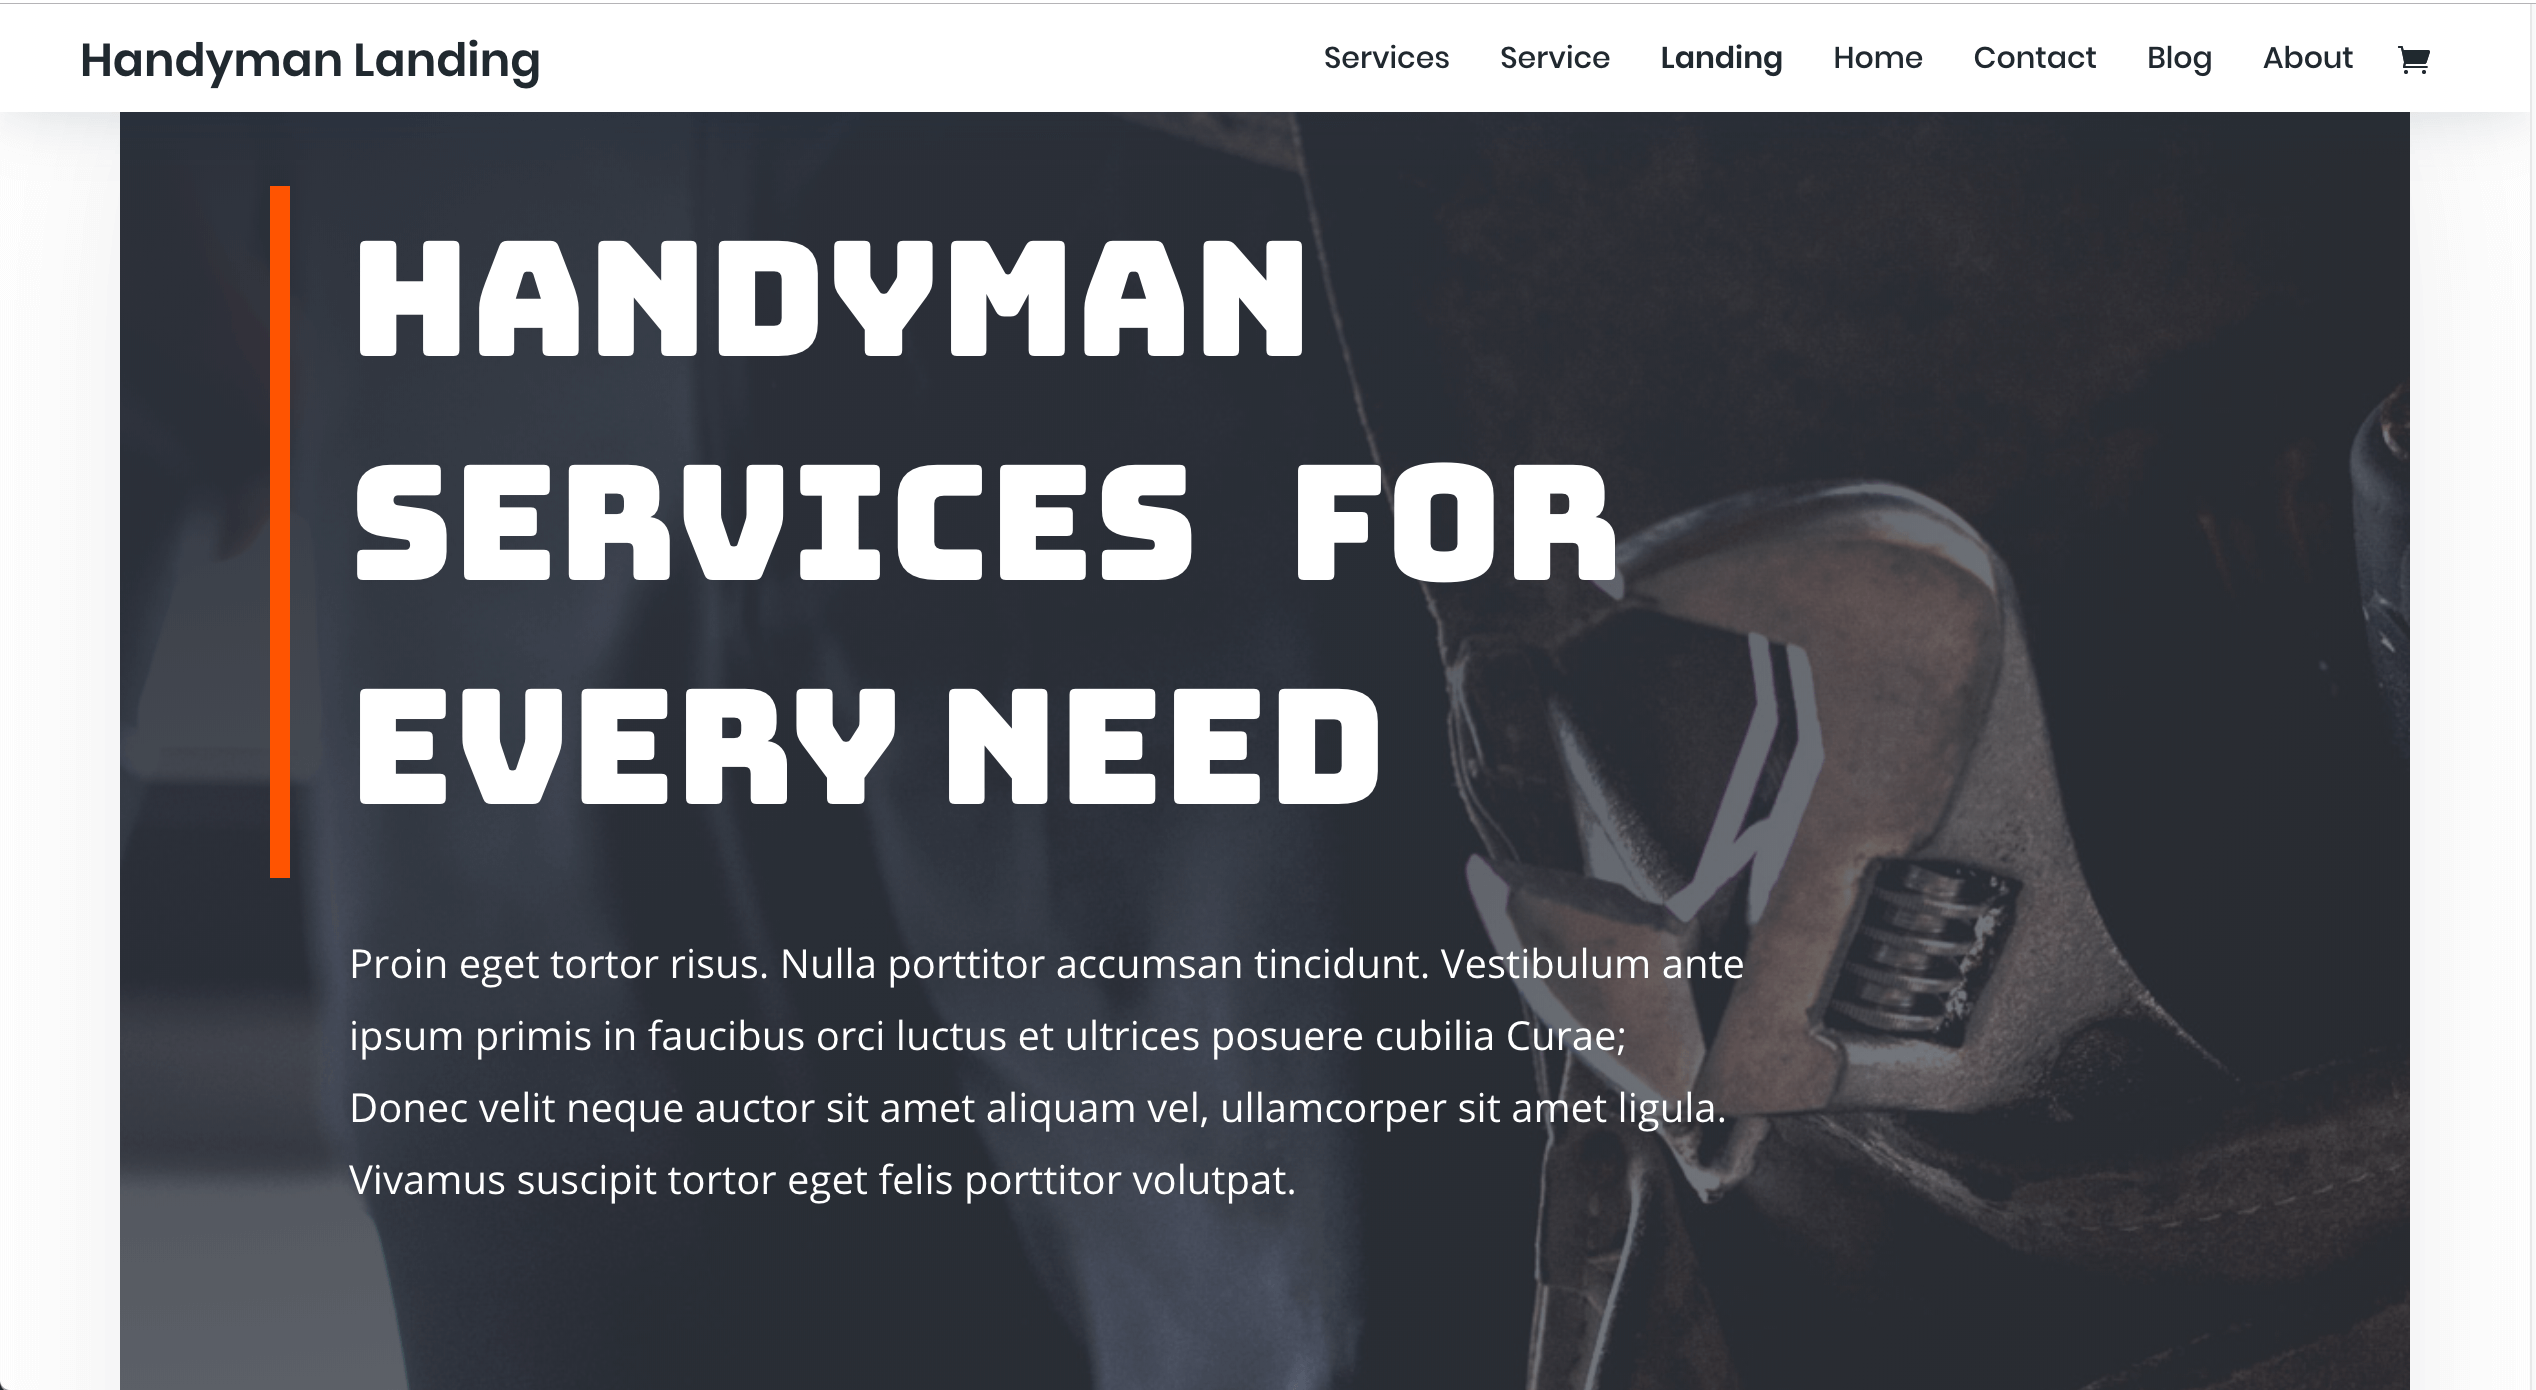 Handyman Landing
Services Service Landing Home Contact Blog About
HANDYMAN
SERVICES FOR
EVERY NEED
Proin eget tortor risus. Nulla porttitor accumsan tincidunt. Vestibulum ante
ipsum primis in faucibus orci luctus et ultrices posuere cubilia Curae;
Donec velit neque auctor sit amet aliquam vel, ullamcorper sit amet ligula.
Vivamus suscipit tortor eget felis porttitor volutpat.